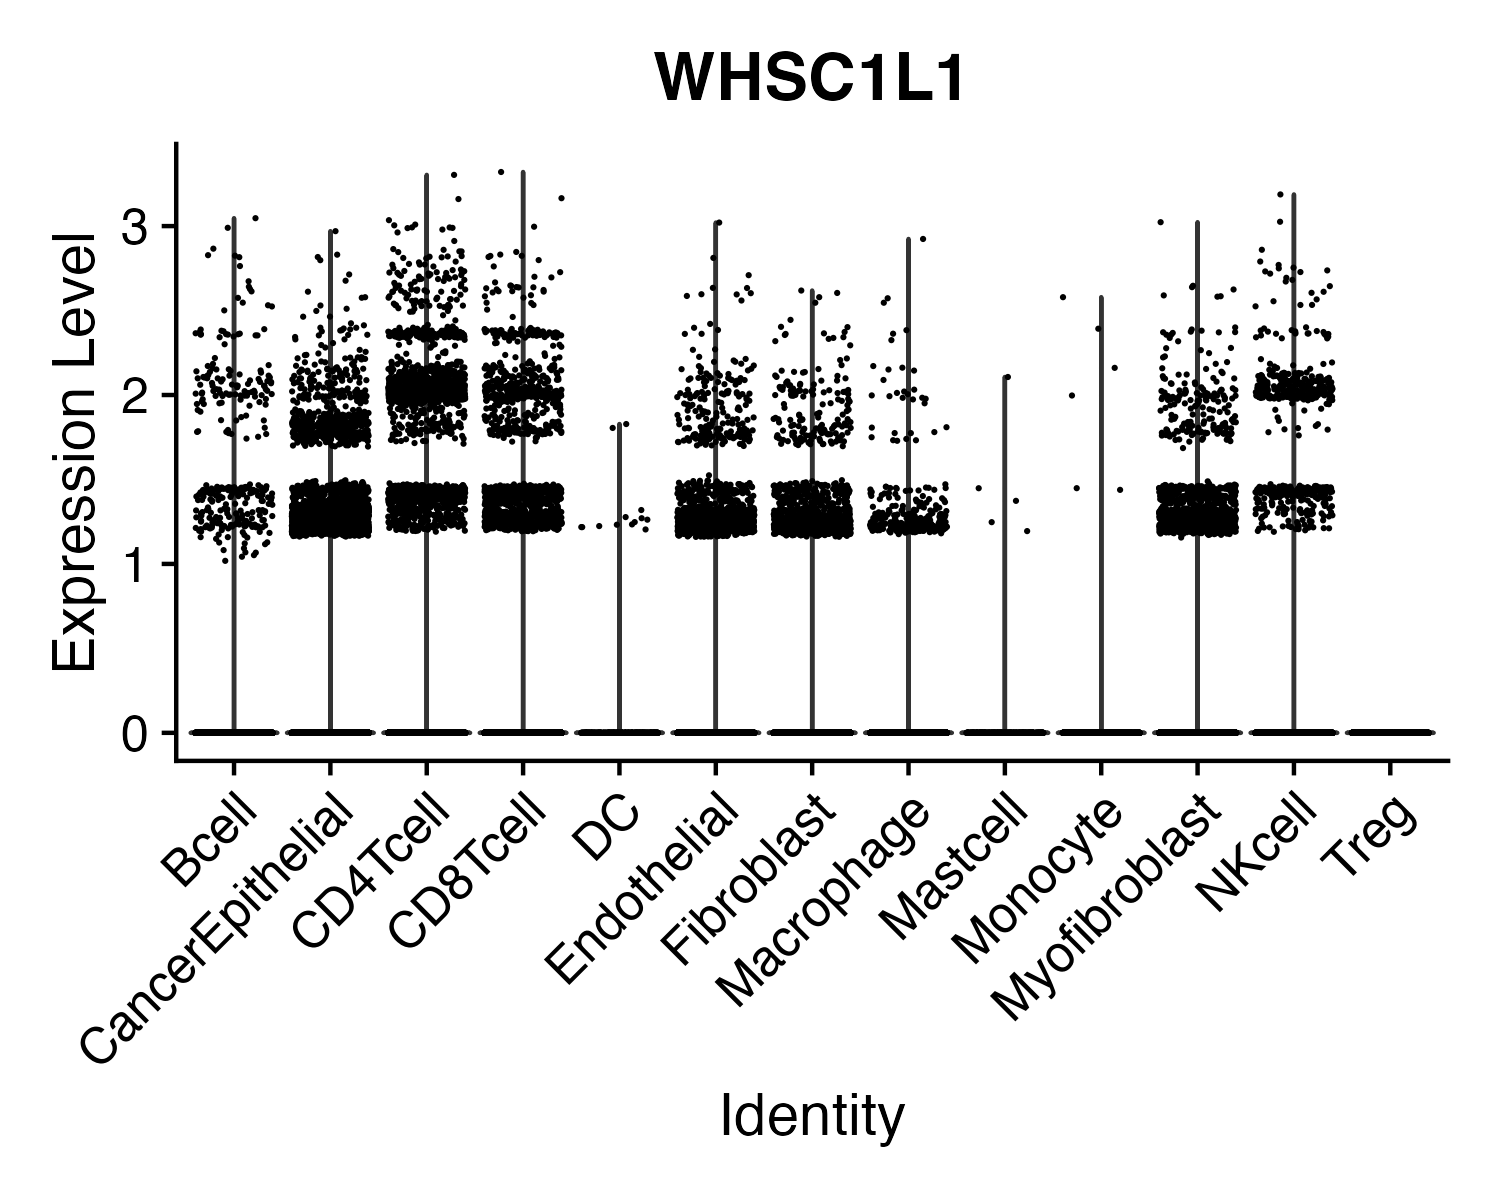 WHSC1L1
Expression Level
3
2
1
0
Bcell
CancerEpithelial
CD4Tcell
CD8Tcell
DC
Endothelial
Fibroblast
Macrophage
Mastcell
Monocyte
Myofibroblast
NKcell
Treg
Identity